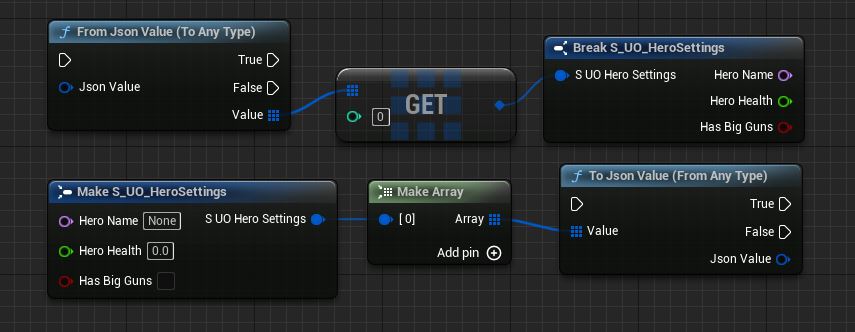 From Json Value (To Any Type)
True
Json Value
False
Value
0
GET
Break S_UO_HeroSettings
S UO Hero Settings
Hero Name
Hero Health
Has Big Guns
Make S_UO_HeroSettings
Hero Name None
S UO Hero Settings
Hero Health 0.0
Has Big Guns
Make Array
[0]
Array
Add pin
To Json Value (From Any Type)
True
Value
False
Json Value